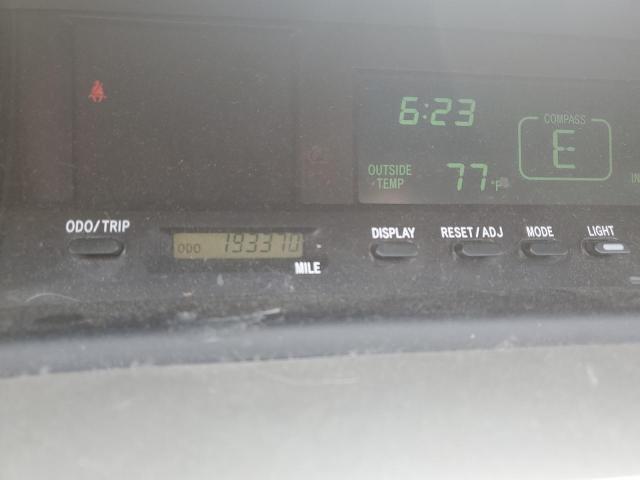 6:23
COMPASS
E
OUTSIDE
TEMP
77°F
ODO/TRIP
ODO 193370
MILE
DISPLAY
RESET / ADJ
MODE
LIGHT